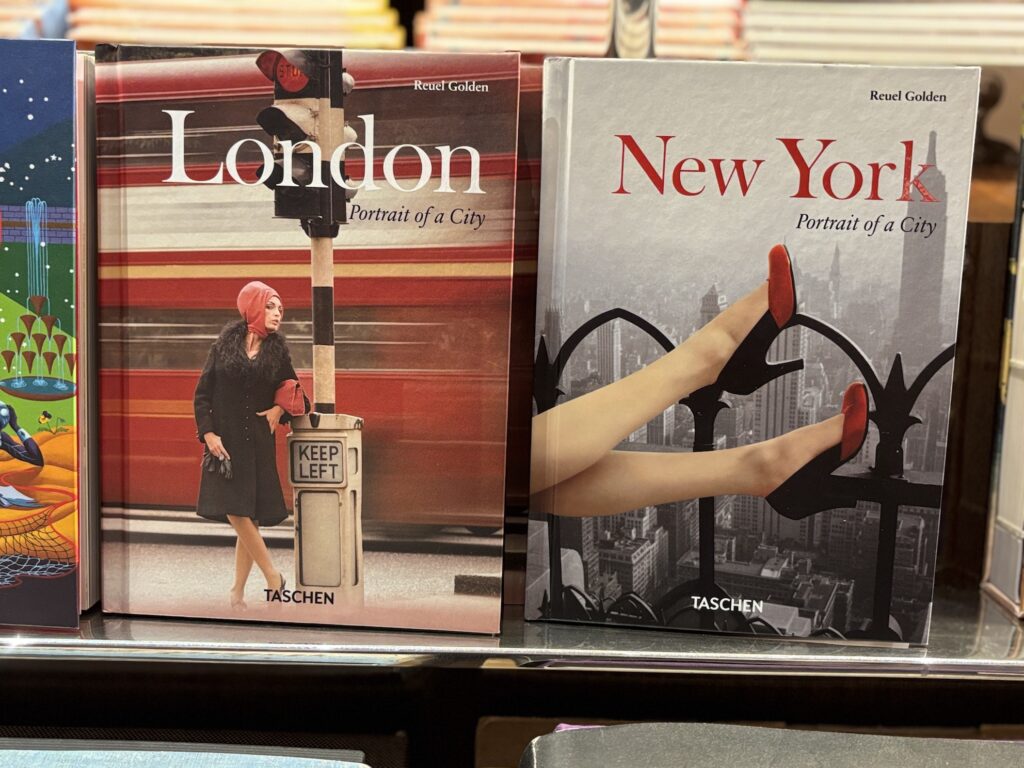 Reuel Golden
London
Portrait of a City
STOP
KEEP
LEFT
TASCHEN
Reuel Golden
New York
Portrait of a City
TASCHEN